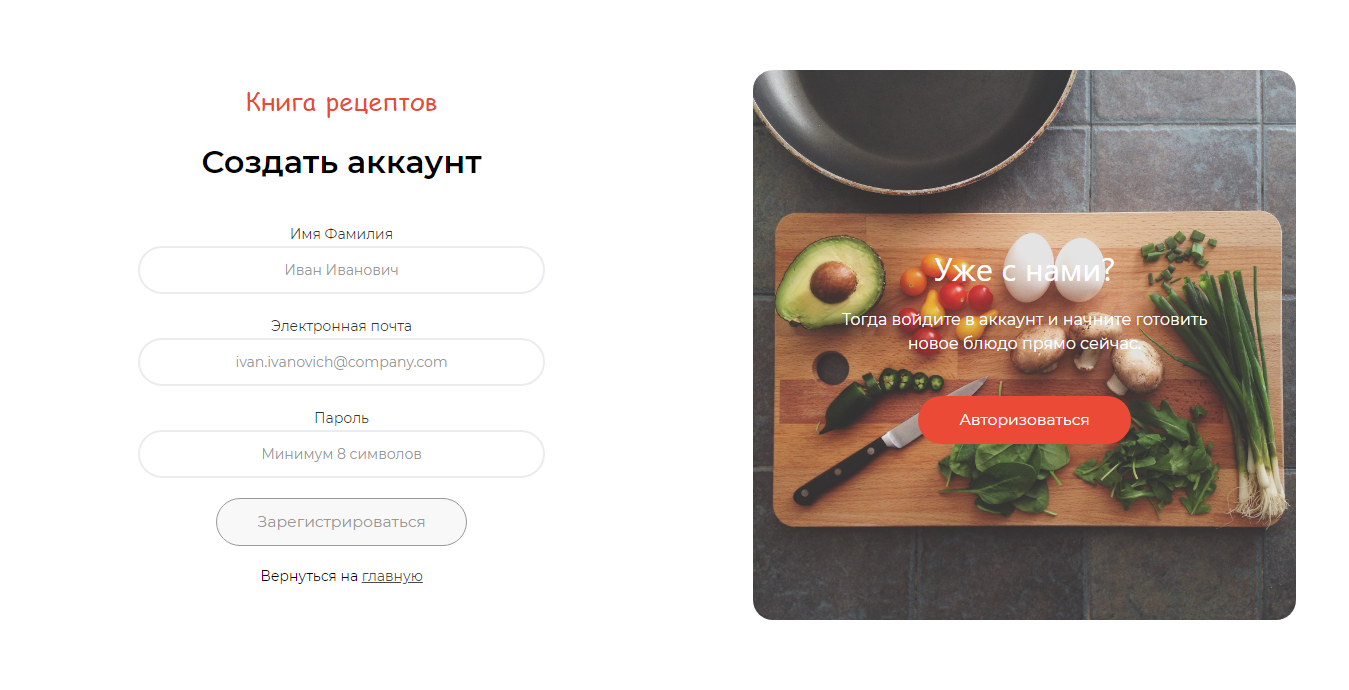 Книга рецептов
Создать аккаунт
Имя Фамилия
Иван Иванович
Электронная почта
ivan.ivanovich@company.com
Пароль
Минимум 8 символов
Зарегистрироваться
Вернуться на главную
Уже с нами?
Тогда войдите в аккаунт и начните готовить
новое блюдо прямо сейчас.
Авторизоваться